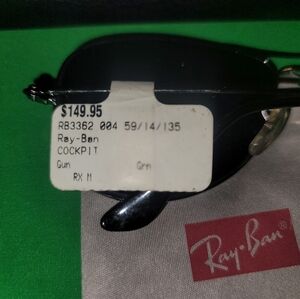 $149.95
RB3362 004 59/14/135
Ray-Ban
COCKPIT
Gun Grn
RX M
Ray-Ban